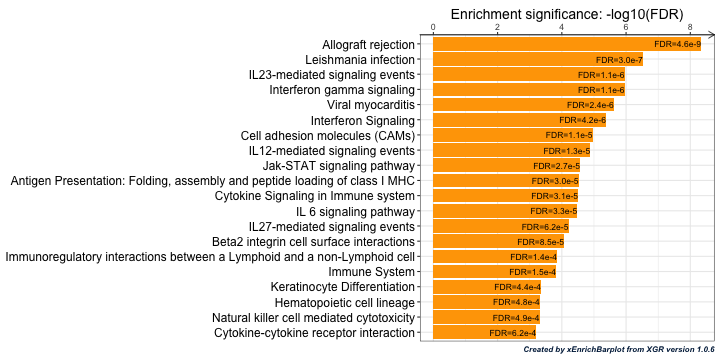 Enrichment significance: -log10(FDR)
0 2 4 6 8
Allograft rejection FDR=4.6e-9
Leishmania infection FDR=3.0e-7
IL23-mediated signaling events FDR=1.1e-6
Interferon gamma signaling FDR=1.1e-6
Viral myocarditis FDR=2.4e-6
Interferon Signaling FDR=4.2e-6
Cell adhesion molecules (CAMs) FDR=1.1e-5
IL12-mediated signaling events FDR=1.3e-5
Jak-STAT signaling pathway FDR=2.7e-5
Antigen Presentation: Folding, assembly and peptide loading of class I MHC FDR=3.0e-5
Cytokine Signaling in Immune system FDR=3.1e-5
IL 6 signaling pathway FDR=3.3e-5
IL27-mediated signaling events FDR=6.2e-5
Beta2 integrin cell surface interactions FDR=8.5e-5
Immunoregulatory interactions between a Lymphoid and a non-Lymphoid cell FDR=1.4e-4
Immune System FDR=1.5e-4
Keratinocyte Differentiation FDR=4.4e-4
Hematopoietic cell lineage FDR=4.8e-4
Natural killer cell mediated cytotoxicity FDR=4.9e-4
Cytokine-cytokine receptor interaction FDR=6.2e-4
Created by xEnrichBarplot from XGR version 1.0.6